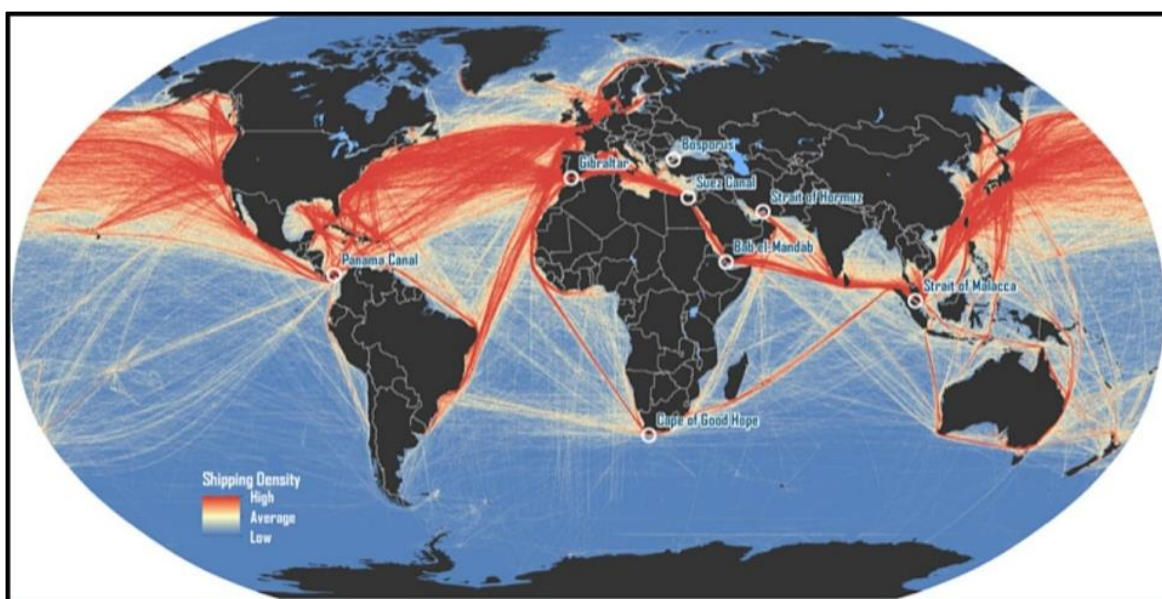 Bosporus
Gibraltar
Suez Canal
Strait of Hormuz
Bab el-Mandab
Panama Canal
Strait of Malacca
Cape of Good Hope
Shipping Density
High
Average
Low